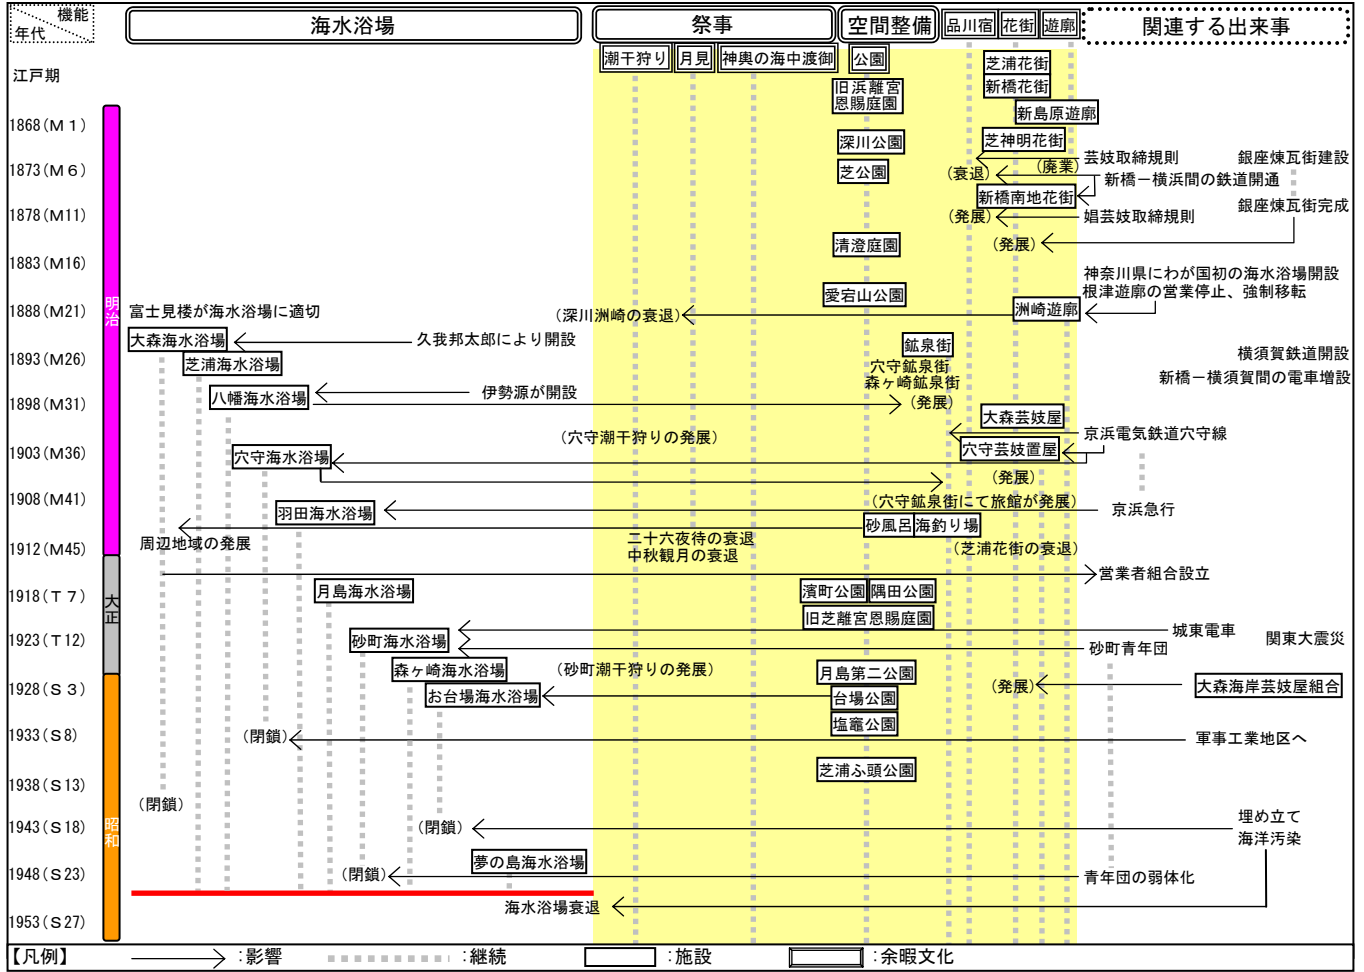 機能
年代
海水浴場
祭事
空間整備
品川宿
花街
遊廓
関連する出来事
潮干狩り
月見
神輿の海中渡御
公園
江戸期
芝浦花街
新橋花街
旧浜離宮
恩賜庭園
新島原遊廓
1868(M 1)
深川公園
芝神明花街
芸妓取締規則
銀座煉瓦街建設
1873(M 6)
芝公園
(衰退)
(廃業)
新橋－横浜間の鉄道開通
新橋南地花街
1878(M11)
(発展)
娼芸妓取締規則
銀座煉瓦街完成
清澄庭園
(発展)
1883(M16)
神奈川県にわが国初の海水浴場開設
根津遊廓の営業停止、強制移転
愛宕山公園
明治
1888(M21)
富士見楼が海水浴場に適切
(深川洲崎の衰退)
洲崎遊廓
大森海水浴場
久我邦太郎により開設
鉱泉街
1893(M26)
芝浦海水浴場
穴守鉱泉街
森ヶ崎鉱泉街
横須賀鉄道開設
新橋－横須賀間の電車増設
八幡海水浴場
伊勢源が開設
(発展)
1898(M31)
大森芸妓屋
(穴守潮干狩りの発展)
京浜電気鉄道穴守線
1903(M36)
穴守海水浴場
穴守芸妓置屋
(発展)
1908(M41)
羽田海水浴場
(穴守鉱泉街にて旅館が発展)
京浜急行
砂風呂
海釣り場
周辺地域の発展
二十六夜待の衰退
中秋観月の衰退
1912(M45)
(芝浦花街の衰退)
営業者組合設立
大正
1918(T 7)
月島海水浴場
濱町公園
隅田公園
旧芝離宮恩賜庭園
1923(T12)
砂町海水浴場
城東電車
砂町青年団
関東大震災
森ヶ崎海水浴場
(砂町潮干狩りの発展)
月島第二公園
1928(S 3)
お台場海水浴場
台場公園
(発展)
大森海岸芸妓屋組合
塩竈公園
1933(S 8)
(閉鎖)
軍事工業地区へ
芝浦ふ頭公園
1938(S13)
(閉鎖)
昭和
1943(S18)
(閉鎖)
埋め立て
海洋汚染
夢の島海水浴場
1948(S23)
(閉鎖)
青年団の弱体化
海水浴場衰退
1953(S27)
【凡例】
:影響
:継続
:施設
:余暇文化